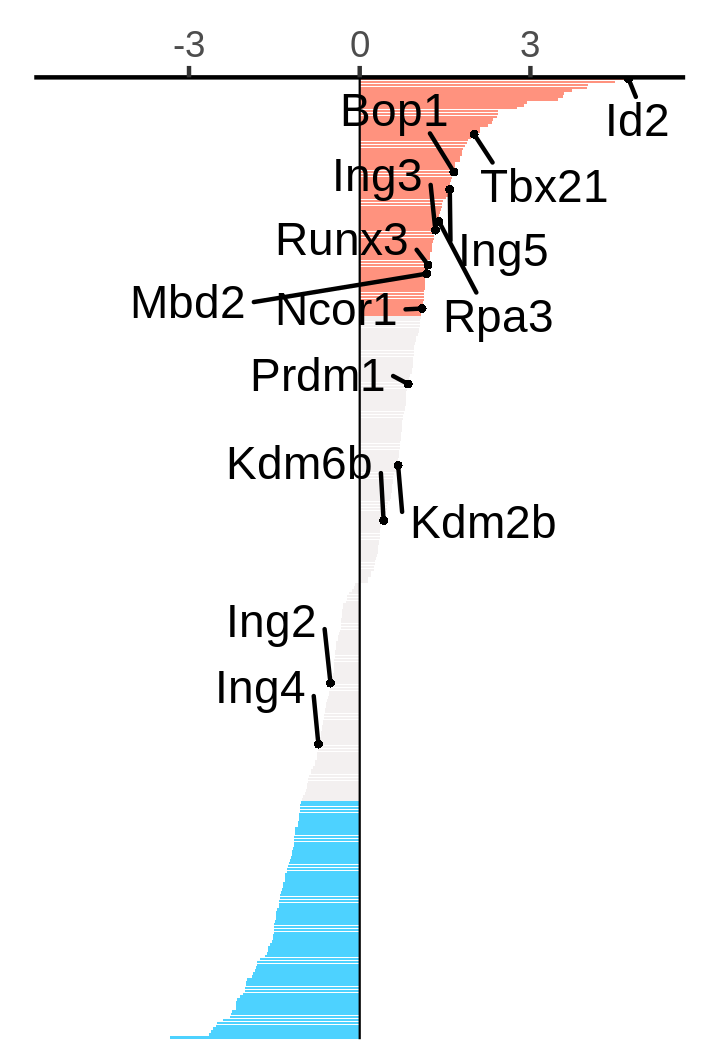 -3 0 3
Bop1
Id2
Ing3
Tbx21
Runx3
Ing5
Mbd2
Ncor1
Rpa3
Prdm1
Kdm6b
Kdm2b
Ing2
Ing4